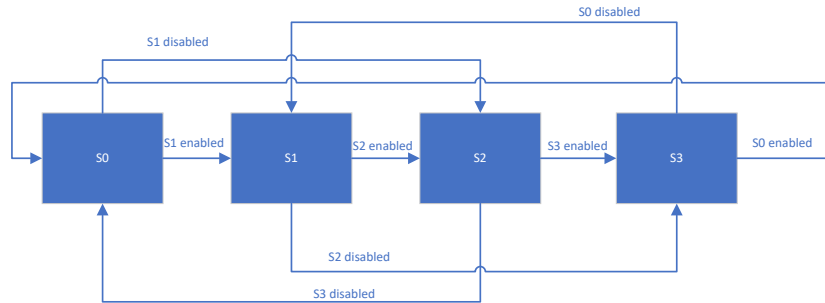 S0 disabled
S1 disabled
S0
S1 enabled
S1
S2 enabled
S2
S3 enabled
S3
S0 enabled
S2 disabled
S3 disabled